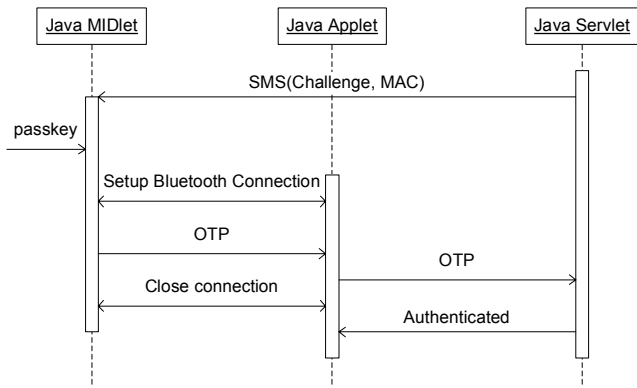 Java MIDlet
Java Applet
Java Servlet
SMS(Challenge, MAC)
passkey
Setup Bluetooth Connection
OTP
OTP
Close connection
Authenticated